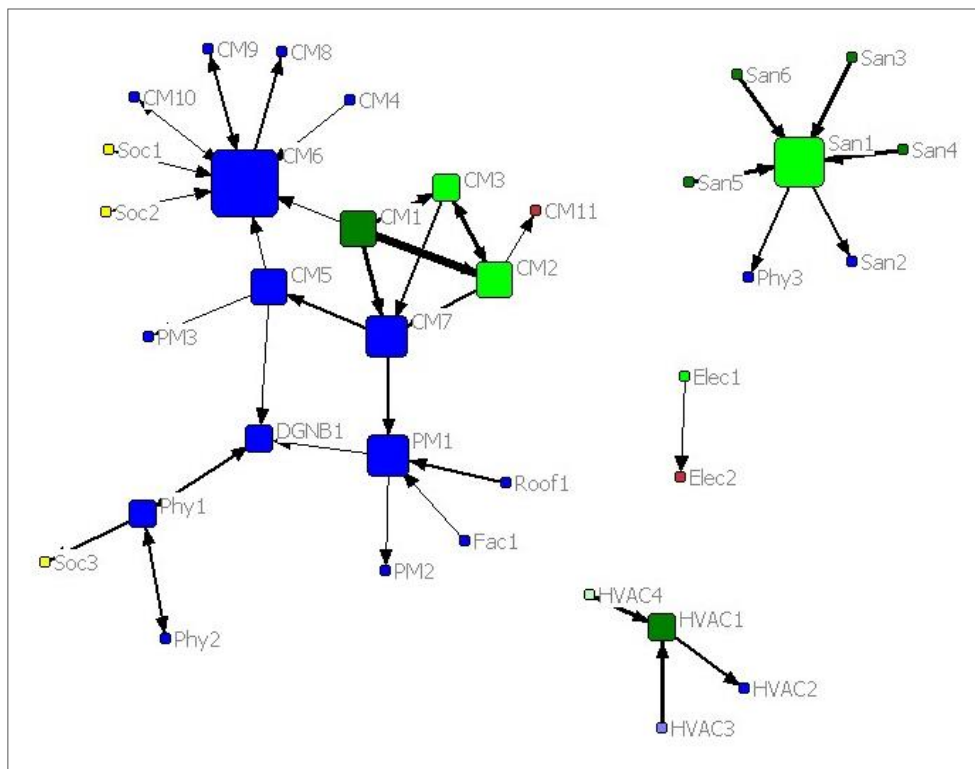 CM9
CM8
CM10
CM4
Soc1
CM6
Soc2
CM3
CM1
CM11
CM2
CM5
CM7
PM3
DGNB1
PM1
Roof1
Phy1
Fac1
Soc3
PM2
Phy2
San6
San3
San1
San4
San5
Phy3
San2
Elec1
Elec2
HVAC4
HVAC1
HVAC2
HVAC3